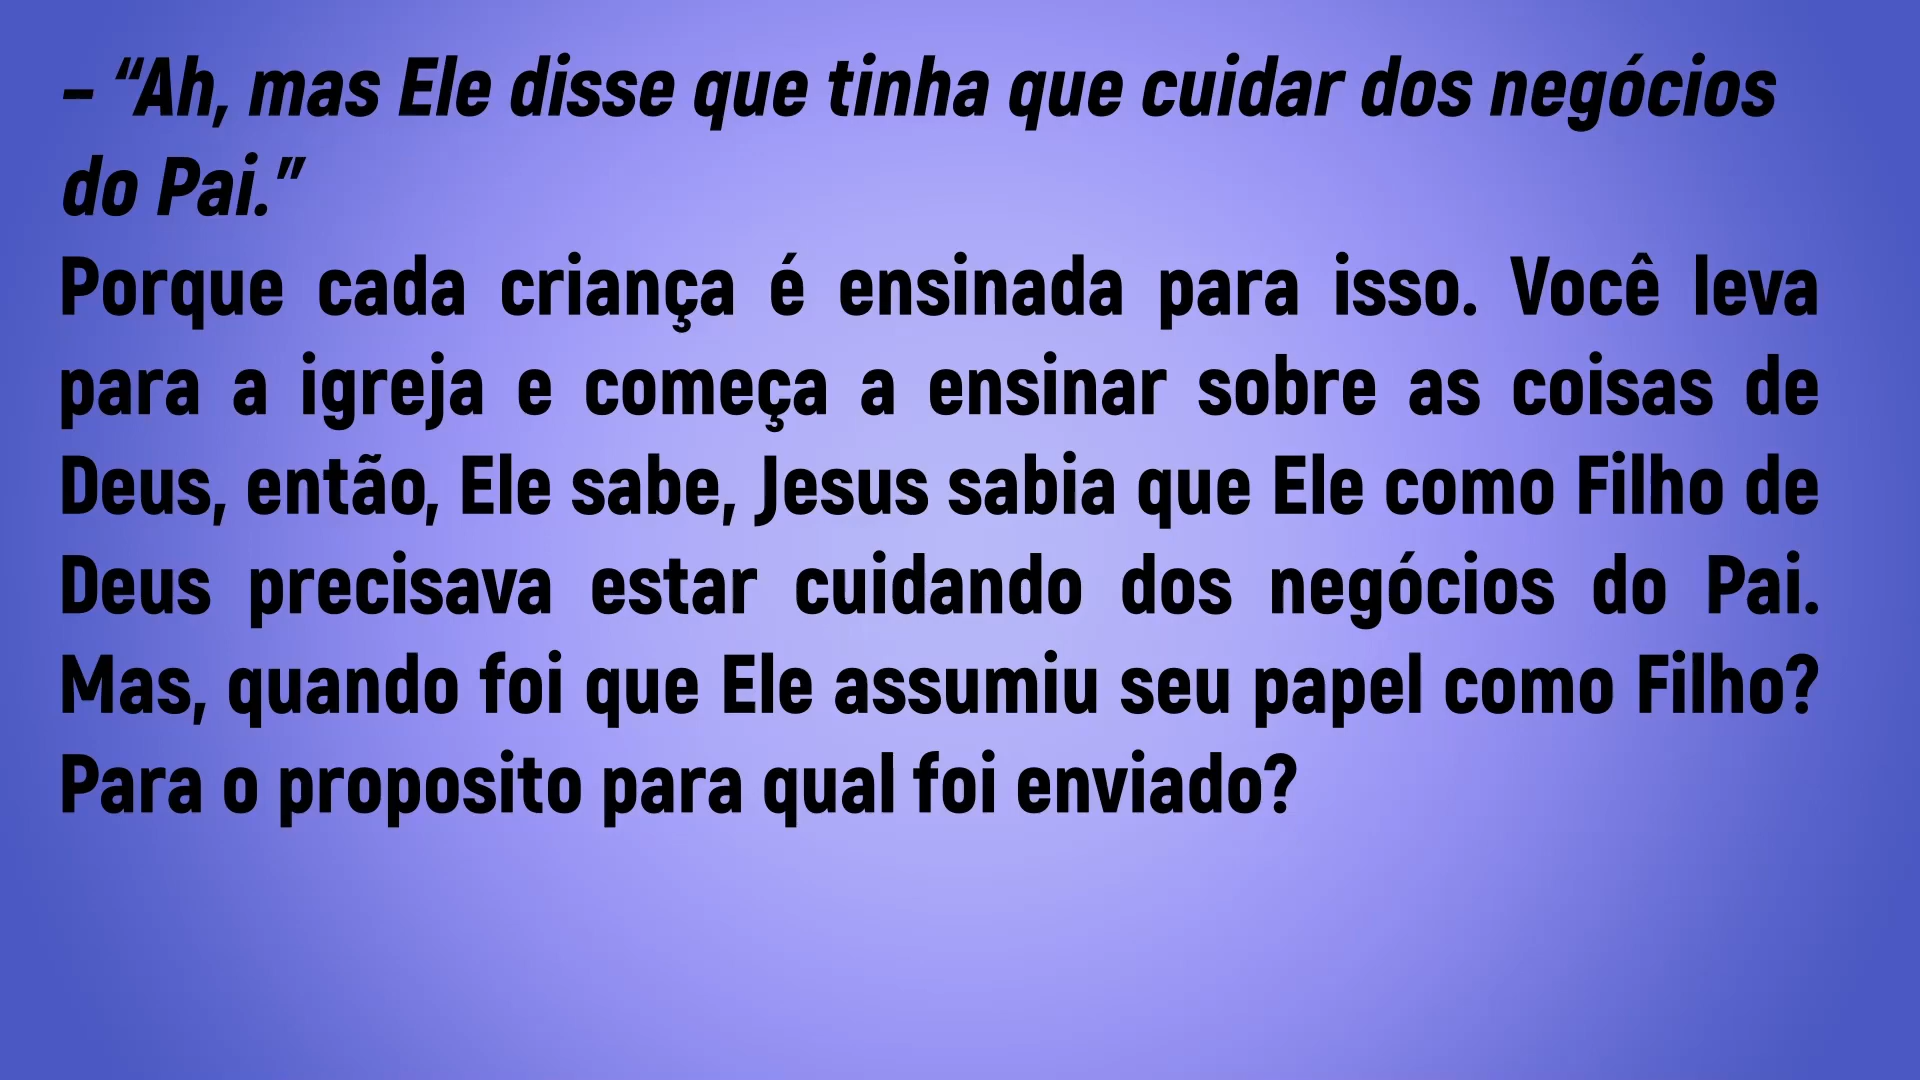 – “Ah, mas Ele disse que tinha que cuidar dos negócios
do Pai.”
Porque cada criança é ensinada para isso. Você leva
para a igreja e começa a ensinar sobre as coisas de
Deus, então, Ele sabe, Jesus sabia que Ele como Filho de
Deus precisava estar cuidando dos negócios do Pai.
Mas, quando foi que Ele assumiu seu papel como Filho?
Para o proposito para qual foi enviado?